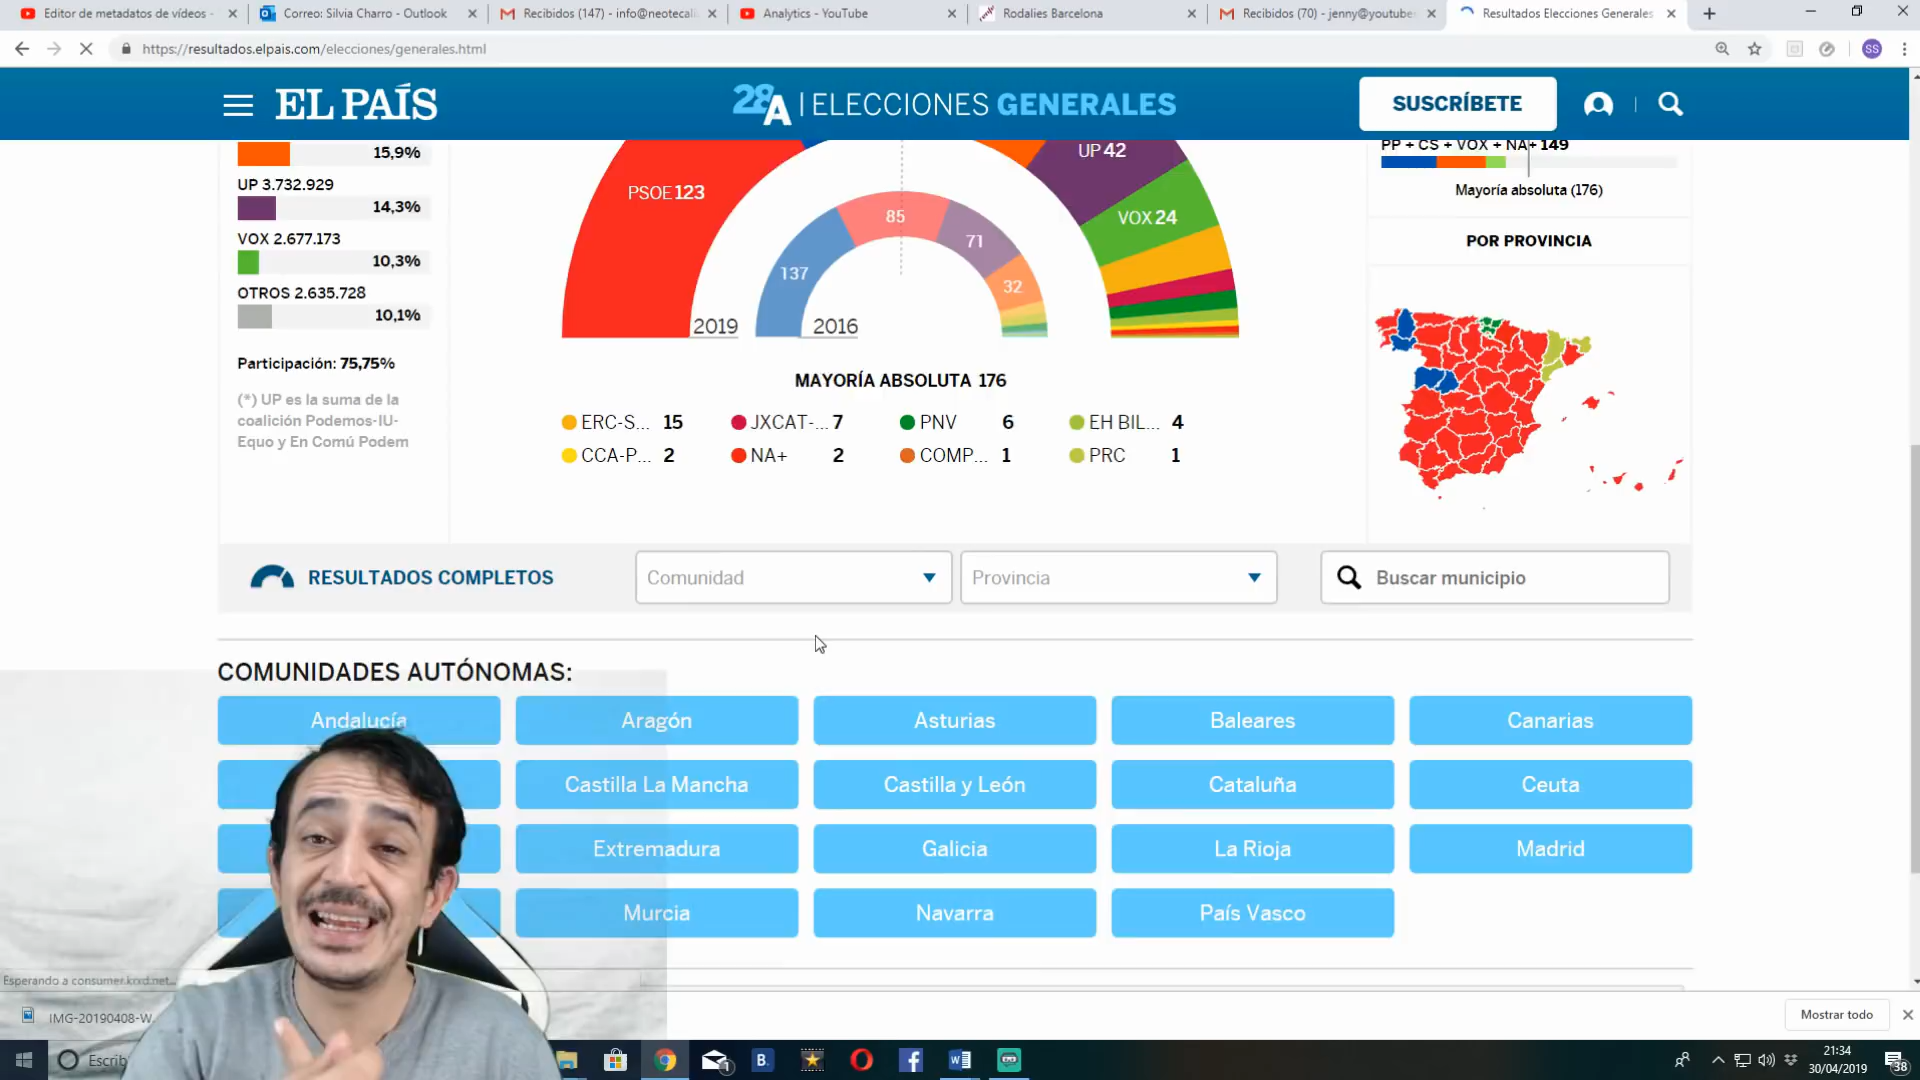 Editor de metadatos de vídeos -
Correo: Silvia Charro - Outlook
Recibidos (147) - info@neotecali
Analytics - YouTube
Rodalies Barcelona
Recibidos (70) - jenny@youtube
Resultados Elecciones Generales
https://resultados.elpais.com/elecciones/generales.html
SS
EL PAÍS
28A | ELECCIONES GENERALES
SUSCRÍBETE
15,9%
UP 3.732.929
14,3%
VOX 2.677.173
10,3%
OTROS 2.635.728
10,1%
Participación: 75,75%
(*) UP es la suma de la
coalición Podemos-IU-
Equo y En Comú Podem
PSOE 123
UP 42
VOX 24
137
85
71
32
2019
2016
MAYORÍA ABSOLUTA 176
ERC-S... 15
JXCAT-... 7
PNV 6
EH BIL... 4
CCA-P... 2
NA+ 2
COMP... 1
PRC 1
PP + CS + VOX + NA+ 149
Mayoría absoluta (176)
POR PROVINCIA
RESULTADOS COMPLETOS
Comunidad
Provincia
Buscar municipio
COMUNIDADES AUTÓNOMAS:
Andalucía
Aragón
Asturias
Baleares
Canarias
Castilla La Mancha
Castilla y León
Cataluña
Ceuta
Extremadura
Galicia
La Rioja
Madrid
Murcia
Navarra
País Vasco
Esperando a consumer.krxd.net...
IMG-20190408-W
Mostrar todo
Escrib
1
B.
21:34
30/04/2019
38